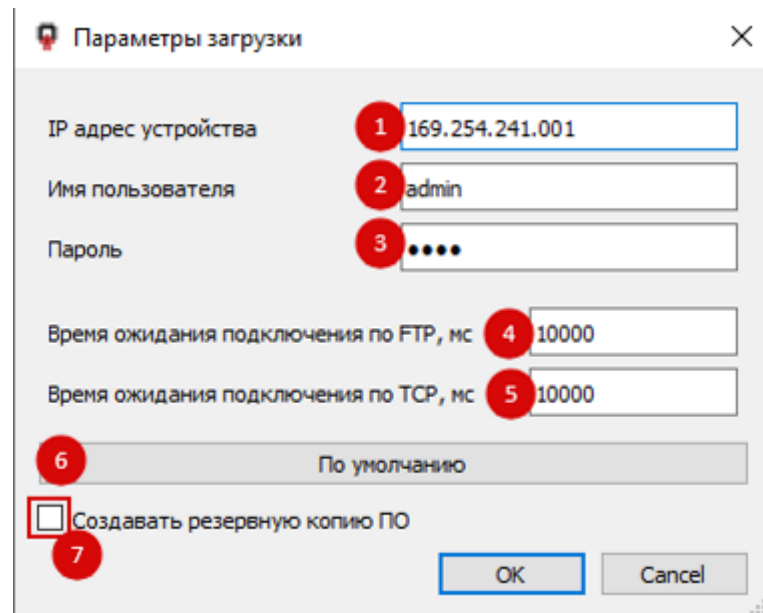 Параметры загрузки
IP адрес устройства 1 169.254.241.001
Имя пользователя 2 admin
Пароль 3 ••••
Время ожидания подключения по FTP, мс 4 10000
Время ожидания подключения по TCP, мс 5 10000
6 По умолчанию
Создавать резервную копию ПО
7
OK Cancel